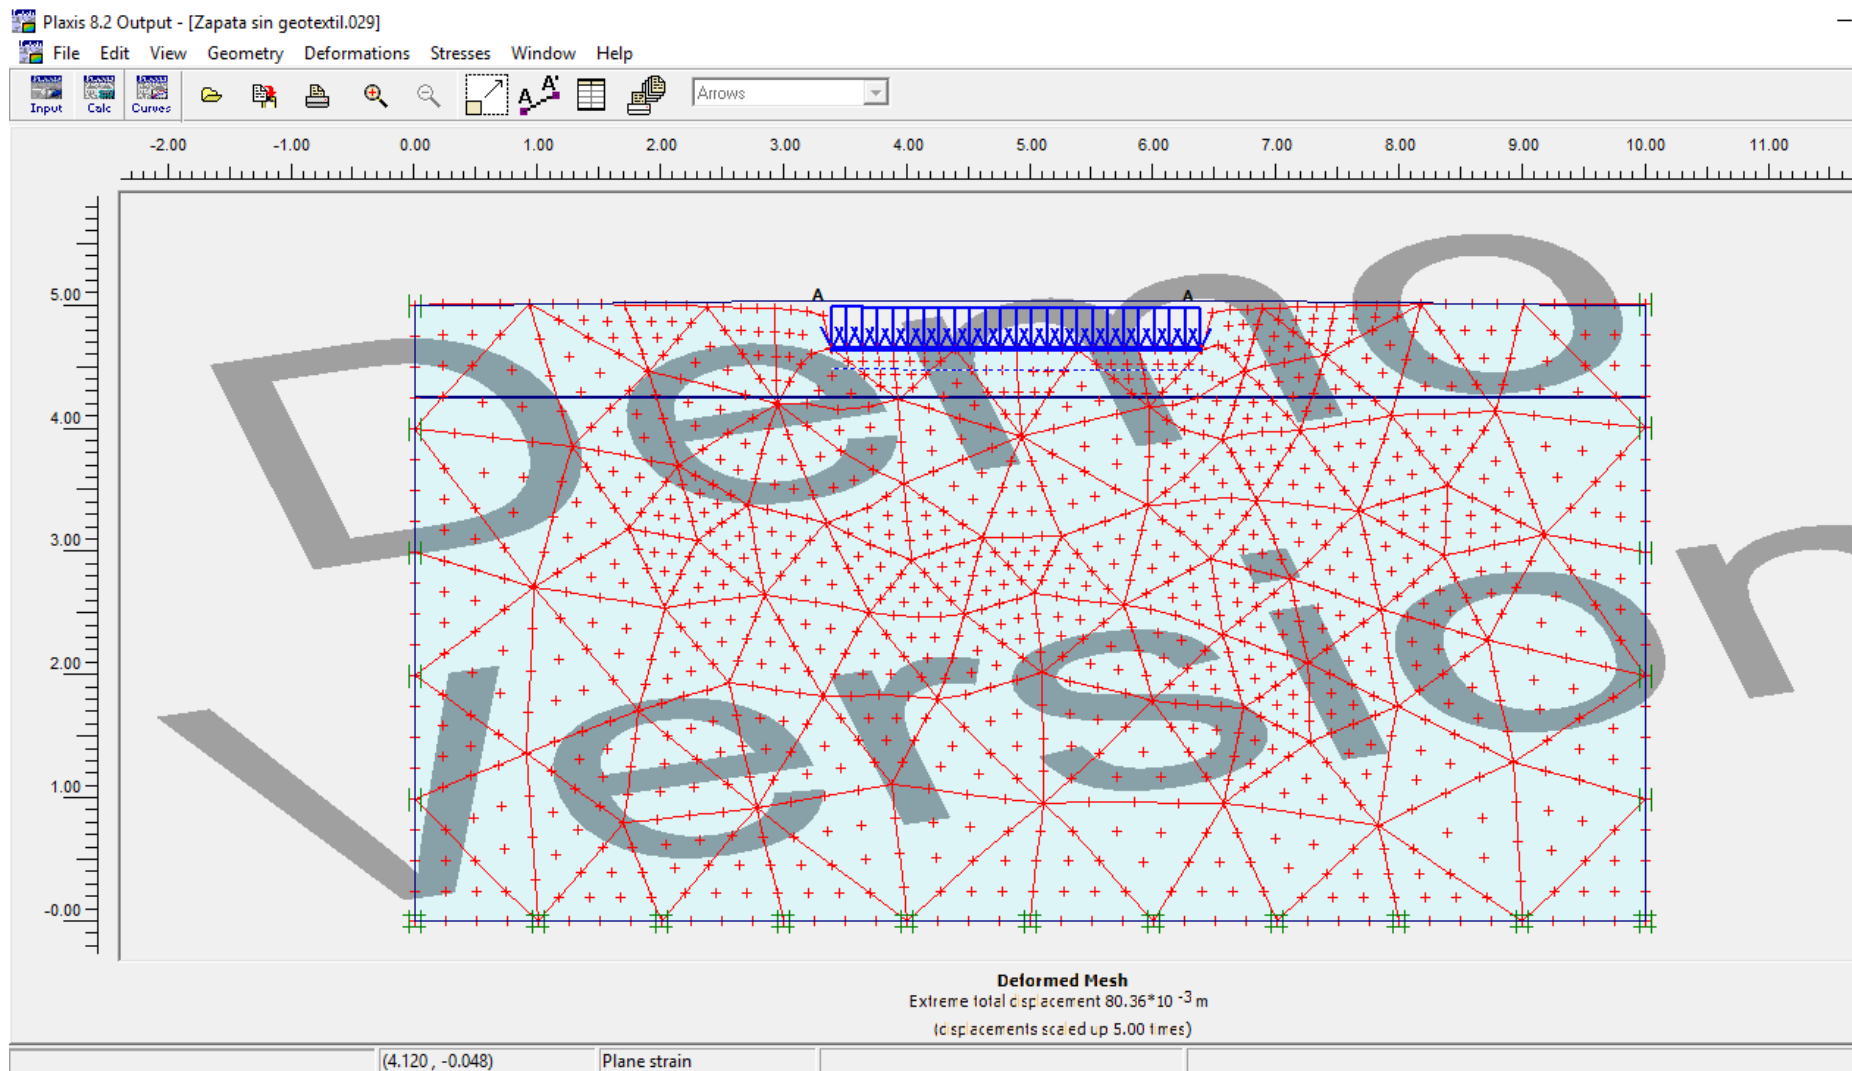 Plaxis 8.2 Output - [Zapata sin geotextil.029]
File Edit View Geometry Deformations Stresses Window Help
Input Calc Curves A A' Arrows
-2.00 -1.00 0.00 1.00 2.00 3.00 4.00 5.00 6.00 7.00 8.00 9.00 10.00 11.00
5.00
A A
4.00
3.00
2.00
1.00
-0.00
Demo
Version
Deformed Mesh
Extreme total displacement 80.36*10 -3 m
(displacements scaled up 5.00 times)
(4.120 , -0.048) Plane strain